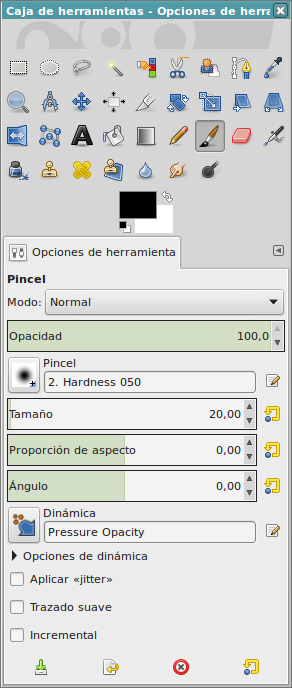 Caja de herramientas - Opciones de herra
Opciones de herramienta
Pincel
Modo: Normal
Opacidad 100,0
Pincel
2. Hardness 050
Tamaño 20,00
Proporción de aspecto 0,00
Ángulo 0,00
Dinámica
Pressure Opacity
Opciones de dinámica
Aplicar «jitter»
Trazado suave
Incremental